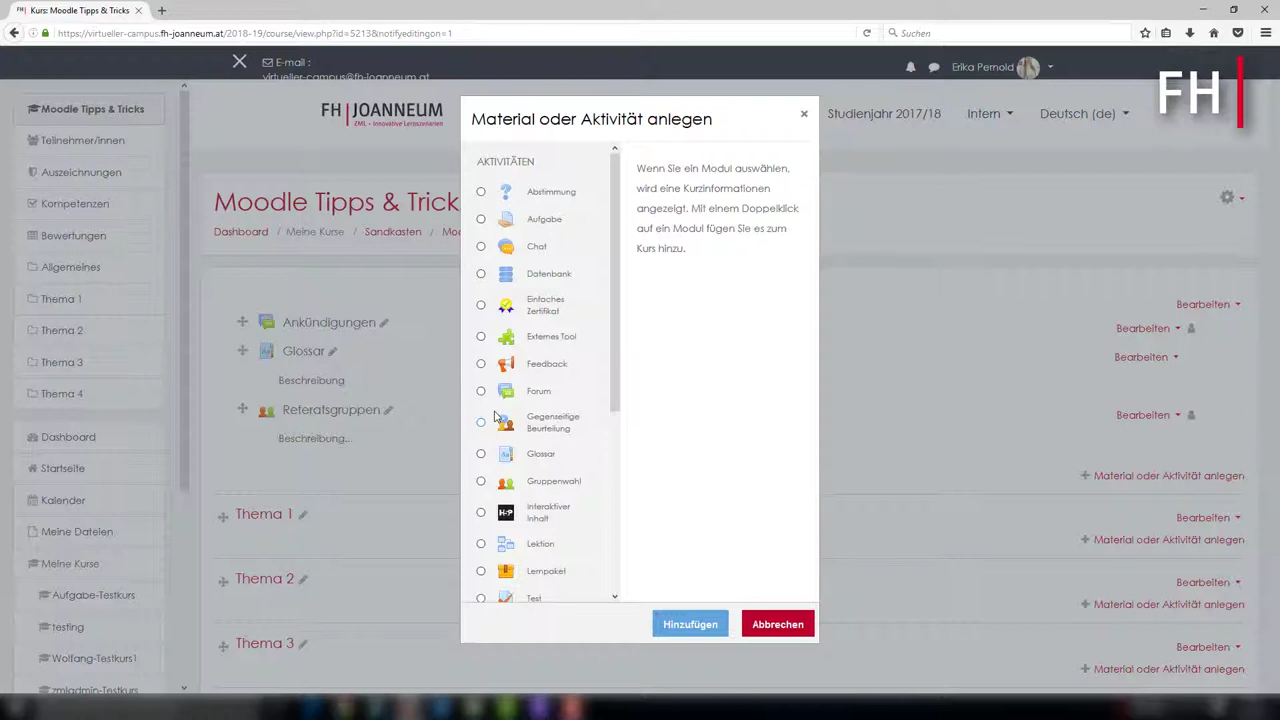 FH Kurs: Moodle Tipps & Tricks
https://virtueller-campus.fh-joanneum.at/2018-19/course/view.php?id=5213&notifyeditingon=1
Suchen
E-mail :
virtueller-campus@fh-joanneum.at
Erika Pernold
FH
Moodle Tipps & Tricks
Teilnehmer/innen
Auszeichnungen
Kompetenzen
Bewertungen
Allgemeines
Thema 1
Thema 2
Thema 3
Thema 4
Dashboard
Startseite
Kalender
Meine Dateien
Meine Kurse
Aufgabe-Testkurs
testing
Wolfang-Testkurs1
zmladmin-Testkurs
FH JOANNEUM
ZML • Innovative Lernszenarien
Studienjahr 2017/18
Intern
Deutsch (de)
Moodle Tipps & Trick
Dashboard / Meine Kurse / Sandkasten / Moo
Ankündigungen
Glossar
Beschreibung
Referatsgruppen
Beschreibung...
Bearbeiten
Bearbeiten
Bearbeiten
Bearbeiten
Material oder Aktivität anlegen
Thema 1
Bearbeiten
Material oder Aktivität anlegen
Thema 2
Bearbeiten
Material oder Aktivität anlegen
Thema 3
Bearbeiten
Material oder Aktivität anlegen
Material oder Aktivität anlegen
AKTIVITÄTEN
Abstimmung
Aufgabe
Chat
Datenbank
Einfaches
Zertifikat
Externes Tool
Feedback
Forum
Gegenseitige
Beurteilung
Glossar
Gruppenwahl
H5P
Interaktiver
Inhalt
Lektion
Lernpaket
Test
Wenn Sie ein Modul auswählen,
wird eine Kurzinformationen
angezeigt. Mit einem Doppelklick
auf ein Modul fügen Sie es zum
Kurs hinzu.
Hinzufügen
Abbrechen